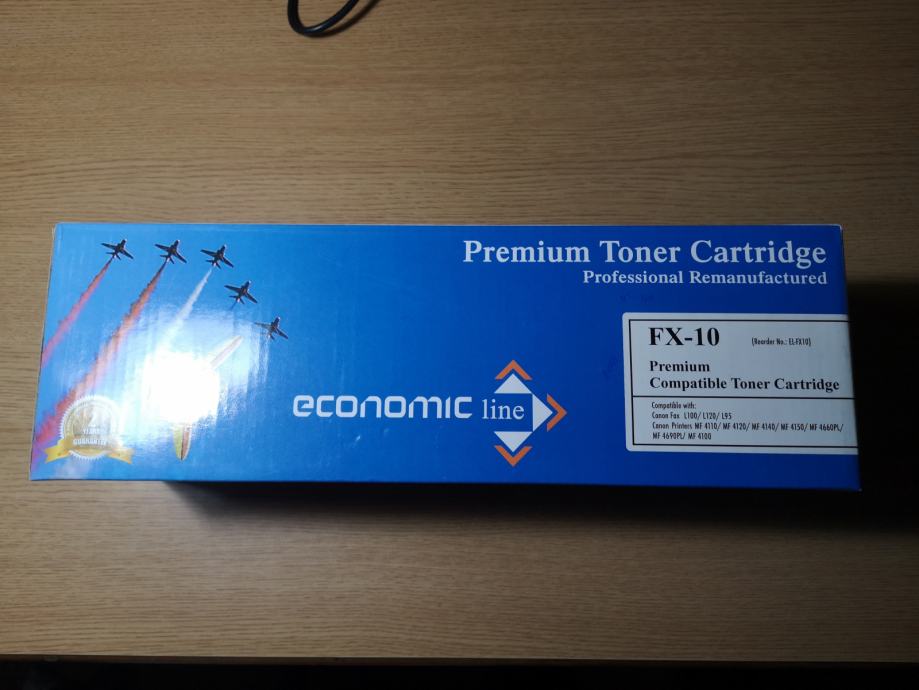 Premium Toner Cartridge
Professional Remanufactured
FX-10 (Reorder No.: EL-FX10)
Premium
Compatible Toner Cartridge
Compatible with:
Canon Fax L100/ L120/ L95
Canon Printers MF 4110/ MF 4120/ MF 4140/ MF 4150/ MF 4660PL/
MF 4690PL/ MF 4100
economic line
YEARS
GUARANTEE